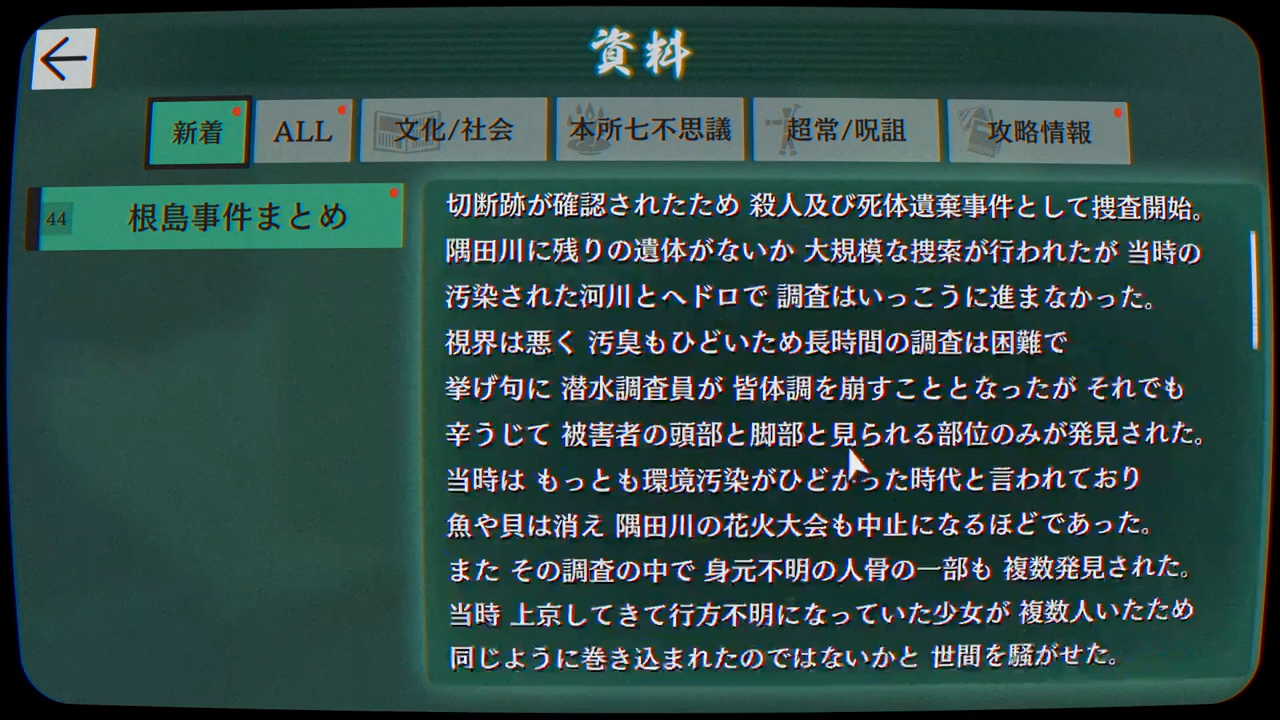 資料
新着
ALL
文化/社会
本所七不思議
超常/呪詛
攻略情報
44
根島事件まとめ
切断跡が確認されたため 殺人及び死体遺棄事件として捜査開始。
隅田川に残りの遺体がないか 大規模な捜索が行われたが 当時の
汚染された河川とヘドロで 調査はいっこうに進まなかった。
視界は悪く 汚臭もひどいため長時間の調査は困難で
挙げ句に 潜水調査員が 皆体調を崩すこととなったが それでも
辛うじて 被害者の頭部と脚部と見られる部位のみが発見された。
当時は もっとも環境汚染がひどかった時代と言われており
魚や貝は消え 隅田川の花火大会も中止になるほどであった。
また その調査の中で 身元不明の人骨の一部も 複数発見された。
当時 上京してきて行方不明になっていた少女が 複数人いたため
同じように巻き込まれたのではないかと 世間を騒がせた。